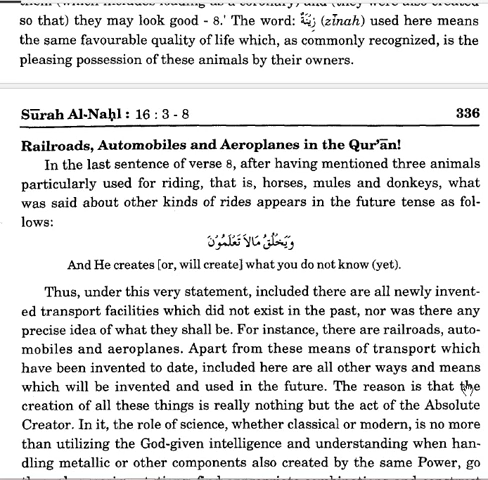 so that) they may look good - 8.' The word: زِيْنَةٌ (zīnah) used here means
the same favourable quality of life which, as commonly recognized, is the
pleasing possession of these animals by their owners.
Sūrah Al-Naḥl : 16 : 3 - 8 336
Railroads, Automobiles and Aeroplanes in the Qur'ān!
In the last sentence of verse 8, after having mentioned three animals
particularly used for riding, that is, horses, mules and donkeys, what
was said about other kinds of rides appears in the future tense as fol-
lows:
وَيَخْلُقُ مَالَا تَعْلَمُوْنَ
And He creates [or, will create] what you do not know (yet).
Thus, under this very statement, included there are all newly invent-
ed transport facilities which did not exist in the past, nor was there any
precise idea of what they shall be. For instance, there are railroads, auto-
mobiles and aeroplanes. Apart from these means of transport which
have been invented to date, included here are all other ways and means
which will be invented and used in the future. The reason is that the
creation of all these things is really nothing but the act of the Absolute
Creator. In it, the role of science, whether classical or modern, is no more
than utilizing the God-given intelligence and understanding when han-
dling metallic or other components also created by the same Power, go